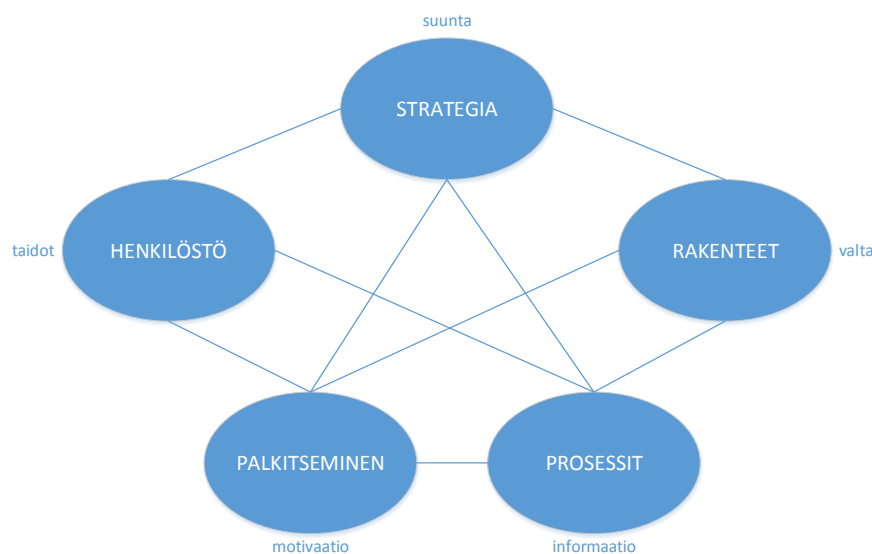 suunta
STRATEGIA
taidot
HENKILÖSTÖ
RAKENTEET
valta
PALKITSEMINEN
PROSESSIT
motivaatio
informaatio